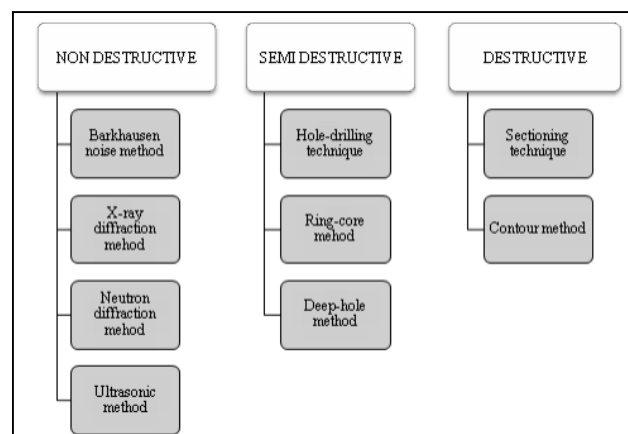 NON DESTRUCTIVE
Barkhausen
noise method
X-ray
diffraction
mehod
Neutron
diffraction
mehod
Ultrasonic
method
SEMI DESTRUCTIVE
Hole-drilling
technique
Ring-core
mehod
Deep-hole
method
DESTRUCTIVE
Sectioning
technique
Contour method